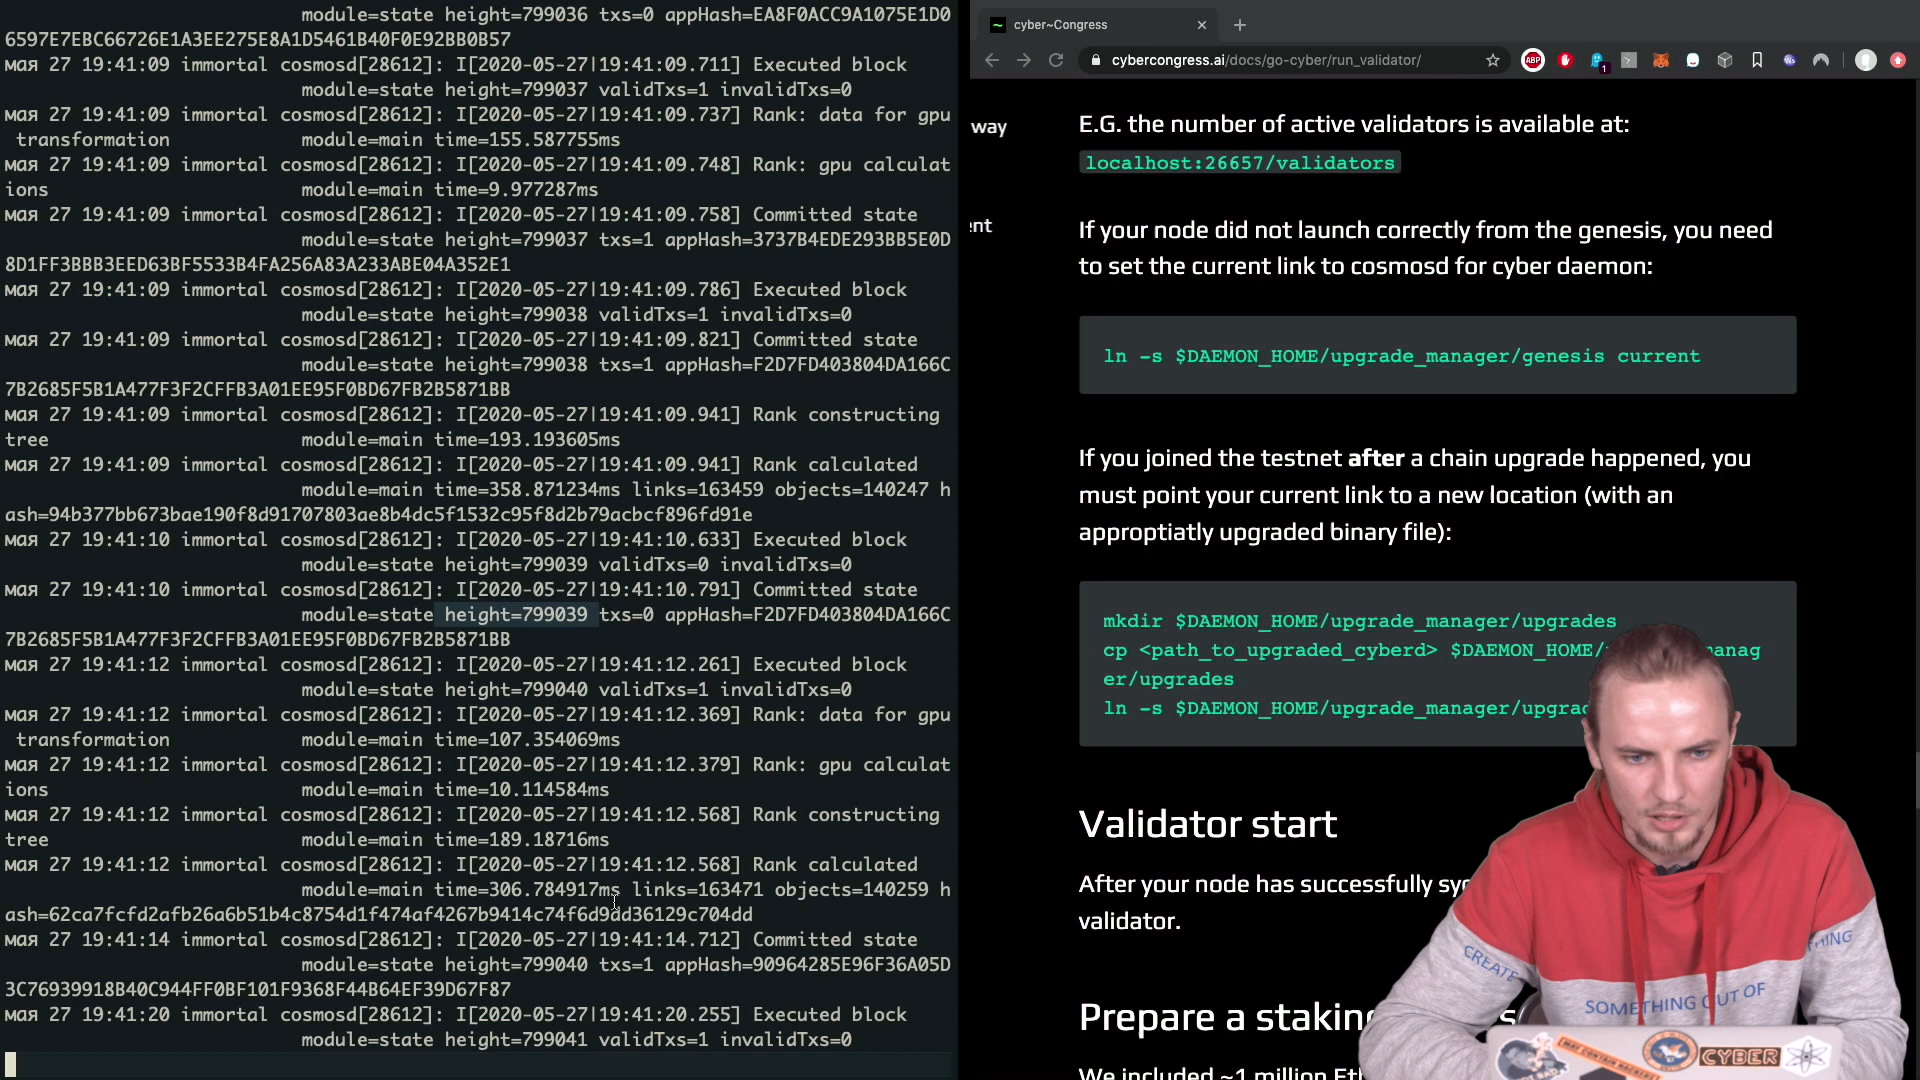 module=state height=799036 txs=0 appHash=EA8F0ACC9A1075E1D0
6597E7EBC66726E1A3EE275E8A1D5461B40F0E92BB0B57
мая 27 19:41:09 immortal cosmosd[28612]: I[2020-05-27|19:41:09.711] Executed block
module=state height=799037 validTxs=1 invalidTxs=0
мая 27 19:41:09 immortal cosmosd[28612]: I[2020-05-27|19:41:09.737] Rank: data for gpu
transformation module=main time=155.587755ms
мая 27 19:41:09 immortal cosmosd[28612]: I[2020-05-27|19:41:09.748] Rank: gpu calculat
ions module=main time=9.977287ms
мая 27 19:41:09 immortal cosmosd[28612]: I[2020-05-27|19:41:09.758] Committed state
module=state height=799037 txs=1 appHash=3737B4EDE293BB5E0D
8D1FF3BBB3EED63BF5533B4FA256A83A233ABE04A352E1
мая 27 19:41:09 immortal cosmosd[28612]: I[2020-05-27|19:41:09.786] Executed block
module=state height=799038 validTxs=1 invalidTxs=0
мая 27 19:41:09 immortal cosmosd[28612]: I[2020-05-27|19:41:09.821] Committed state
module=state height=799038 txs=1 appHash=F2D7FD403804DA166C
7B2685F5B1A477F3F2CFFB3A01EE95F0BD67FB2B5871BB
мая 27 19:41:09 immortal cosmosd[28612]: I[2020-05-27|19:41:09.941] Rank constructing
tree module=main time=193.193605ms
мая 27 19:41:09 immortal cosmosd[28612]: I[2020-05-27|19:41:09.941] Rank calculated
module=main time=358.871234ms links=163459 objects=140247 h
ash=94b377bb673bae190f8d91707803ae8b4dc5f1532c95f8d2b79acbcf896fd91e
мая 27 19:41:10 immortal cosmosd[28612]: I[2020-05-27|19:41:10.633] Executed block
module=state height=799039 validTxs=0 invalidTxs=0
мая 27 19:41:10 immortal cosmosd[28612]: I[2020-05-27|19:41:10.791] Committed state
module=state height=799039 txs=0 appHash=F2D7FD403804DA166C
7B2685F5B1A477F3F2CFFB3A01EE95F0BD67FB2B5871BB
мая 27 19:41:12 immortal cosmosd[28612]: I[2020-05-27|19:41:12.261] Executed block
module=state height=799040 validTxs=1 invalidTxs=0
мая 27 19:41:12 immortal cosmosd[28612]: I[2020-05-27|19:41:12.369] Rank: data for gpu
transformation module=main time=107.354069ms
мая 27 19:41:12 immortal cosmosd[28612]: I[2020-05-27|19:41:12.379] Rank: gpu calculat
ions module=main time=10.114584ms
мая 27 19:41:12 immortal cosmosd[28612]: I[2020-05-27|19:41:12.568] Rank constructing
tree module=main time=189.18716ms
мая 27 19:41:12 immortal cosmosd[28612]: I[2020-05-27|19:41:12.568] Rank calculated
module=main time=306.784917ms links=163471 objects=140259 h
ash=62ca7fcfd2afb26a6b51b4c8754d1f474af4267b9414c74f6d9dd36129c704dd
мая 27 19:41:14 immortal cosmosd[28612]: I[2020-05-27|19:41:14.712] Committed state
module=state height=799040 txs=1 appHash=90964285E96F36A05D
3C76939918B40C944FF0BF101F9368F44B64EF39D67F87
мая 27 19:41:20 immortal cosmosd[28612]: I[2020-05-27|19:41:20.255] Executed block
module=state height=799041 validTxs=1 invalidTxs=0
cyber~Congress
cybercongress.ai/docs/go-cyber/run_validator/
ABP
1
way
nt
E.G. the number of active validators is available at:
localhost:26657/validators
If your node did not launch correctly from the genesis, you need
to set the current link to cosmosd for cyber daemon:
ln -s $DAEMON_HOME/upgrade_manager/genesis current
If you joined the testnet after a chain upgrade happened, you
must point your current link to a new location (with an
approptiatly upgraded binary file):
mkdir $DAEMON_HOME/upgrade_manager/upgrades
cp <path_to_upgraded_cyberd> $DAEMON_HOME/ manag
er/upgrades
ln -s $DAEMON_HOME/upgrade_manager/upgrad
Validator start
After your node has successfully sy
validator.
Prepare a stakin s
We included ~1 million Et
CREATE
SOMETHING OUT OF
THING
MAY CONTAIN HACKERS
CYBER